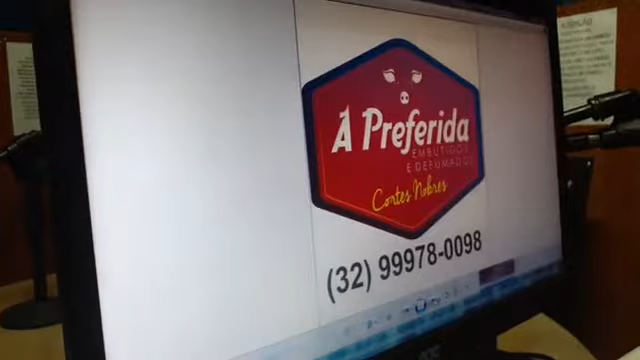 A Preferida
EMBUTIDOS
E DEFUMADOS
Cortes Nobres
(32) 99978-0098